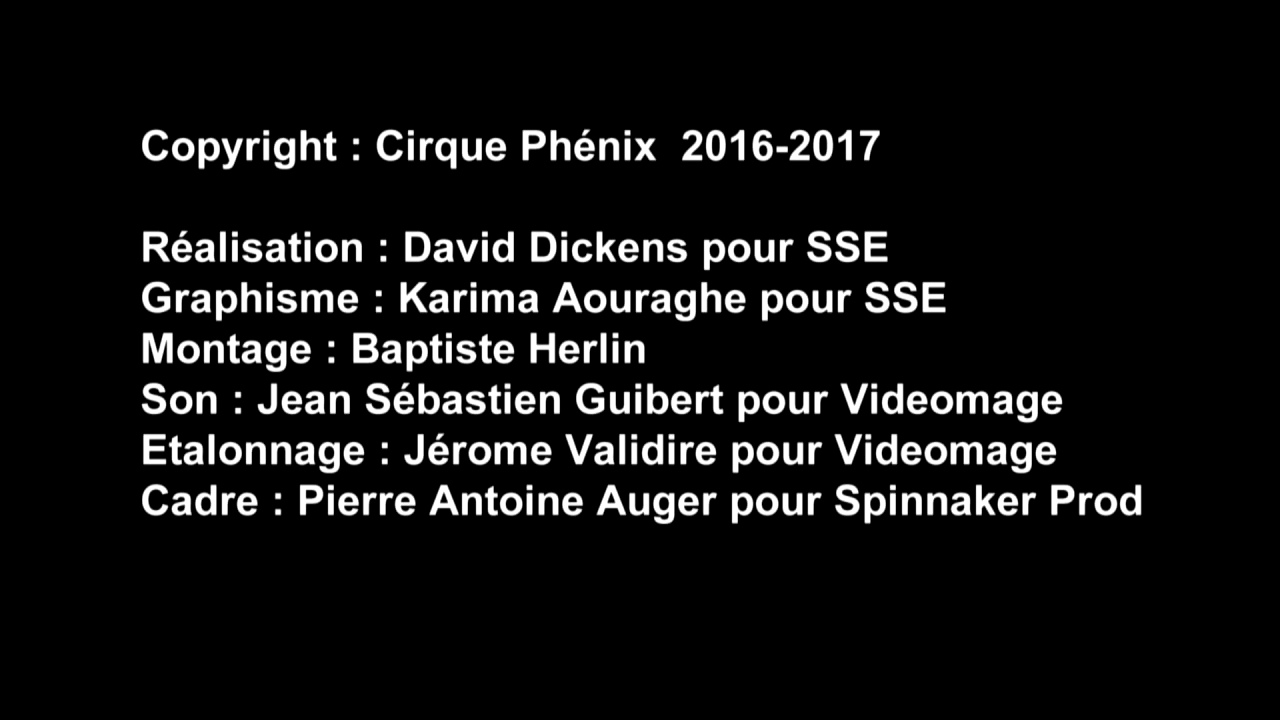 Copyright : Cirque Phénix  2016-2017
Réalisation : David Dickens pour SSE
Graphisme : Karima Aouraghe pour SSE
Montage : Baptiste Herlin
Son : Jean Sébastien Guibert pour Videomage
Etalonnage : Jérome Validire pour Videomage
Cadre : Pierre Antoine Auger pour Spinnaker Prod